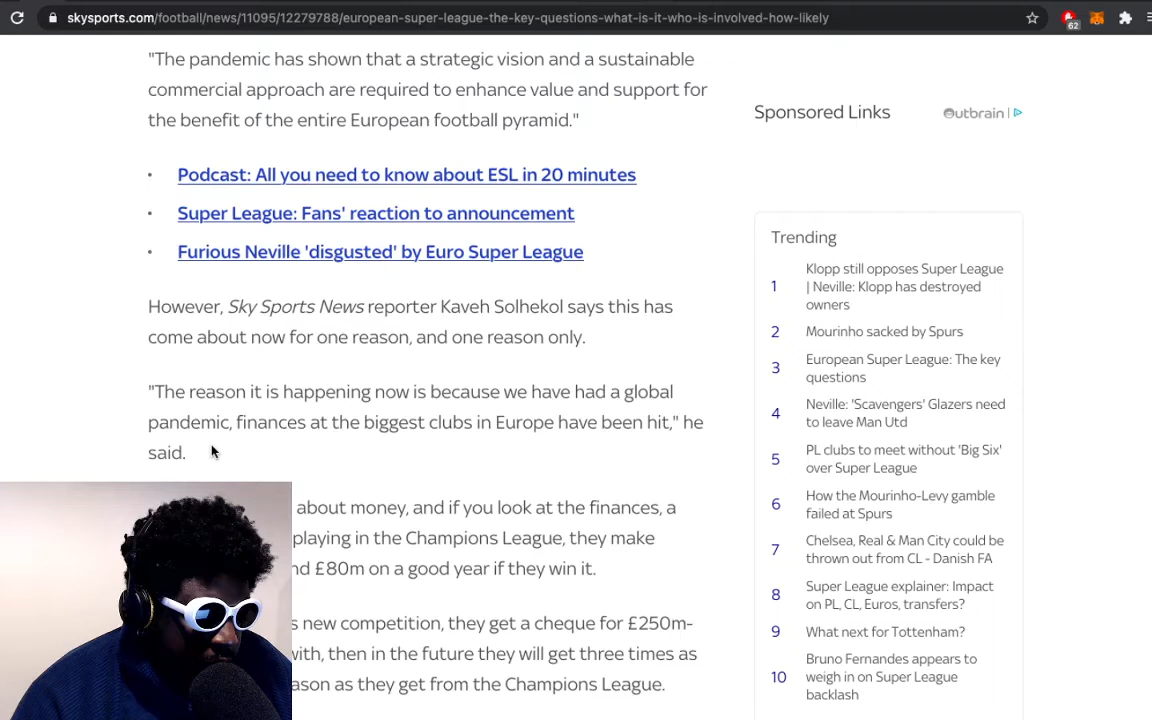 skysports.com/football/news/11095/12279788/european-super-league-the-key-questions-what-is-it-who-is-involved-how-likely
62
"The pandemic has shown that a strategic vision and a sustainable
commercial approach are required to enhance value and support for
the benefit of the entire European football pyramid."
• Podcast: All you need to know about ESL in 20 minutes
• Super League: Fans' reaction to announcement
• Furious Neville 'disgusted' by Euro Super League
However, Sky Sports News reporter Kaveh Solhekol says this has
come about now for one reason, and one reason only.
"The reason it is happening now is because we have had a global
pandemic, finances at the biggest clubs in Europe have been hit," he
said.
about money, and if you look at the finances, a
playing in the Champions League, they make
nd £80m on a good year if they win it.
s new competition, they get a cheque for £250m-
with, then in the future they will get three times as
ason as they get from the Champions League.
Sponsored Links
Outbrain
Trending
1 Klopp still opposes Super League
| Neville: Klopp has destroyed
owners
2 Mourinho sacked by Spurs
3 European Super League: The key
questions
4 Neville: 'Scavengers' Glazers need
to leave Man Utd
5 PL clubs to meet without 'Big Six'
over Super League
6 How the Mourinho-Levy gamble
failed at Spurs
7 Chelsea, Real & Man City could be
thrown out from CL - Danish FA
8 Super League explainer: Impact
on PL, CL, Euros, transfers?
9 What next for Tottenham?
10 Bruno Fernandes appears to
weigh in on Super League
backlash